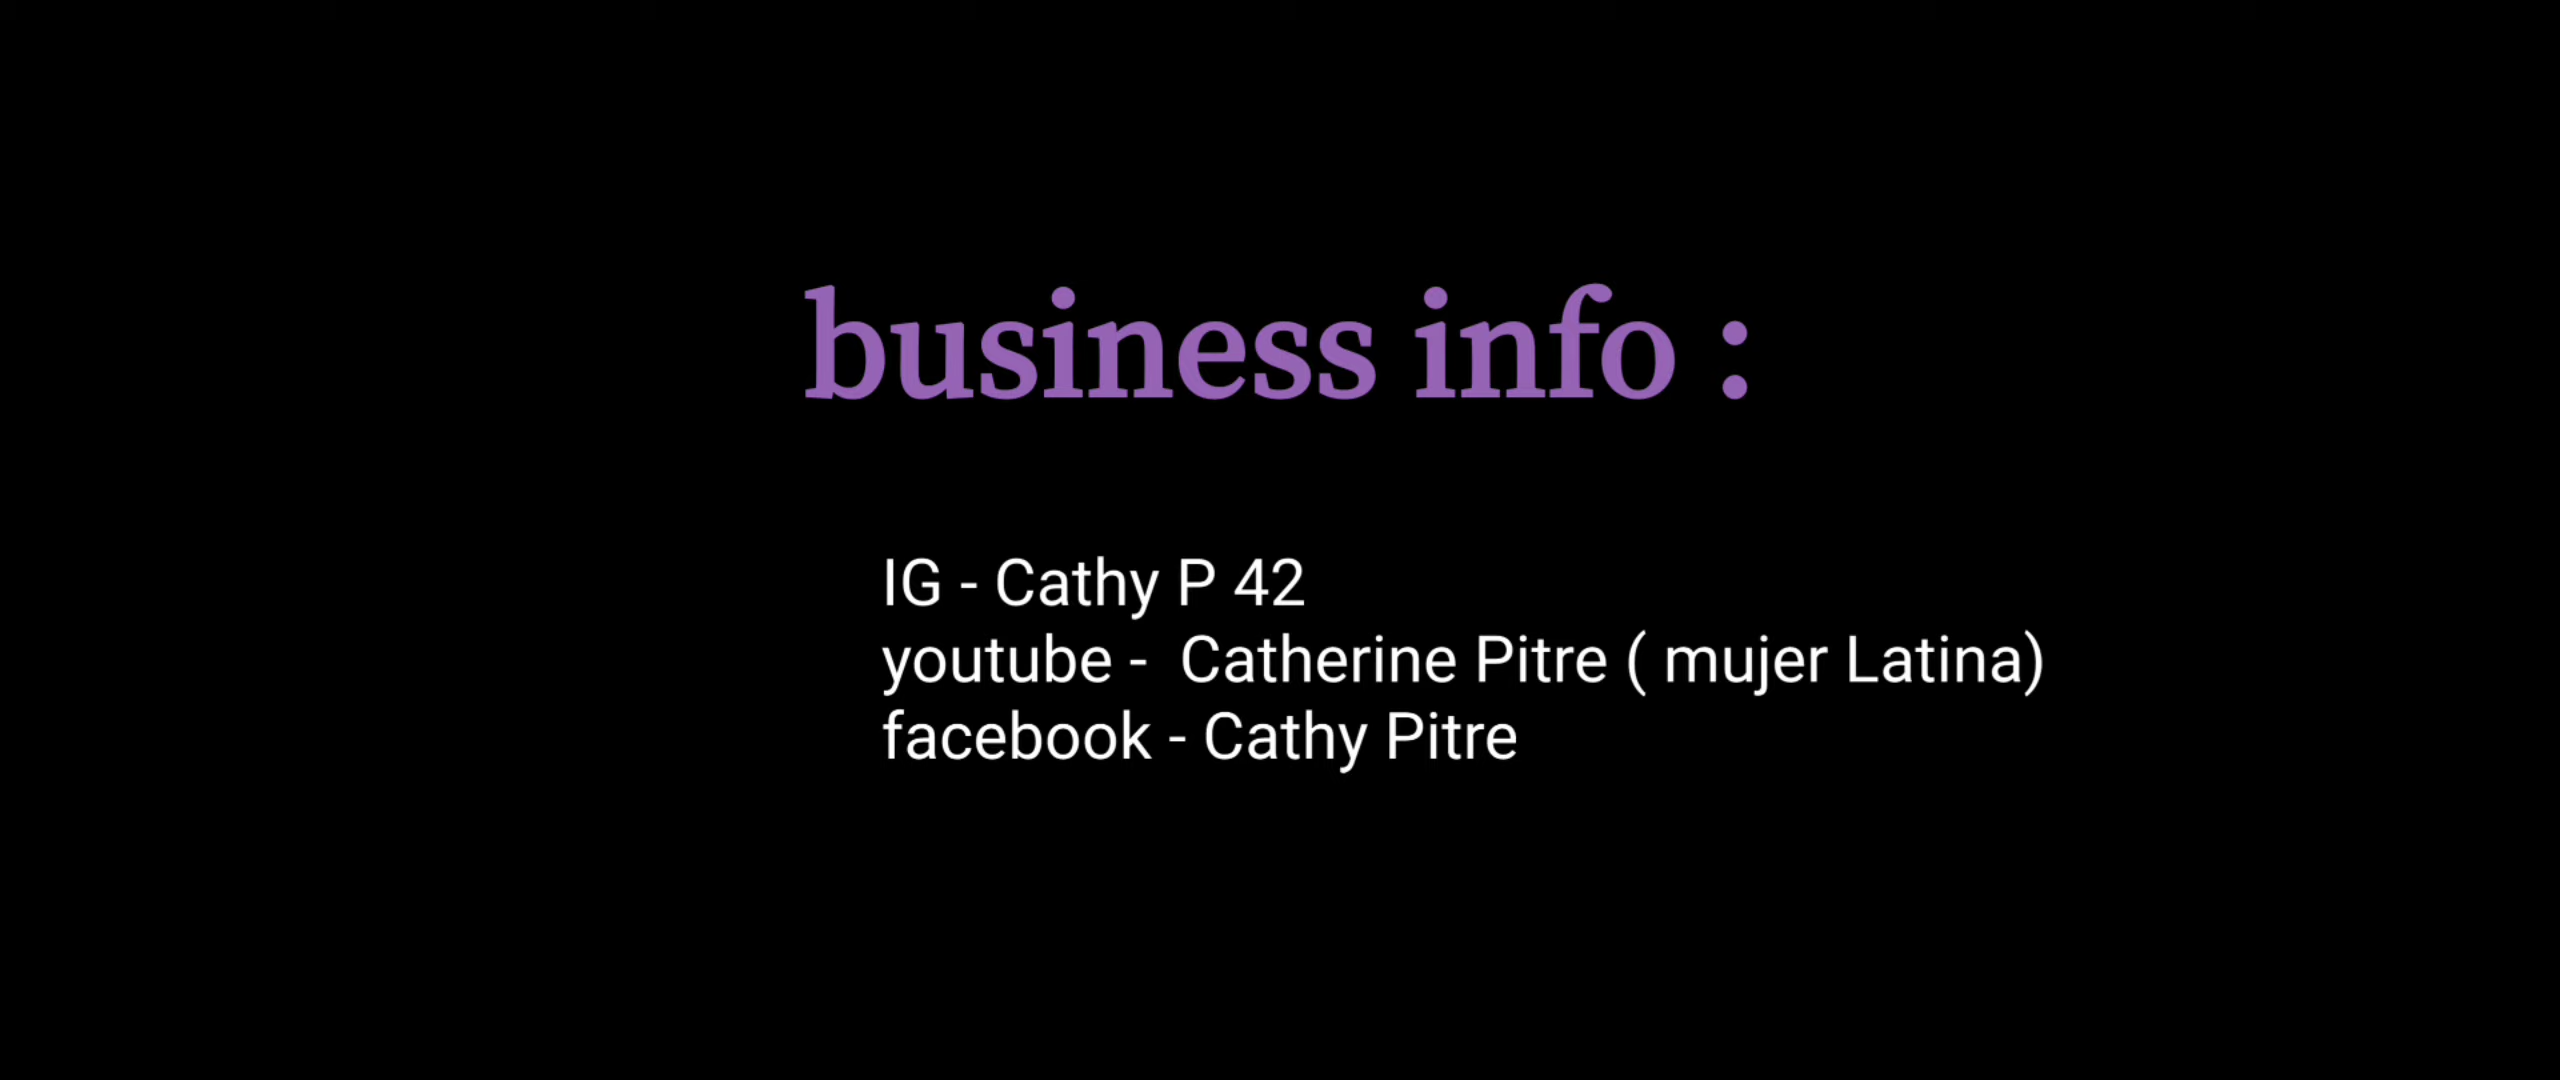 business info :
IG - Cathy P 42
youtube -  Catherine Pitre ( mujer Latina)
facebook - Cathy Pitre